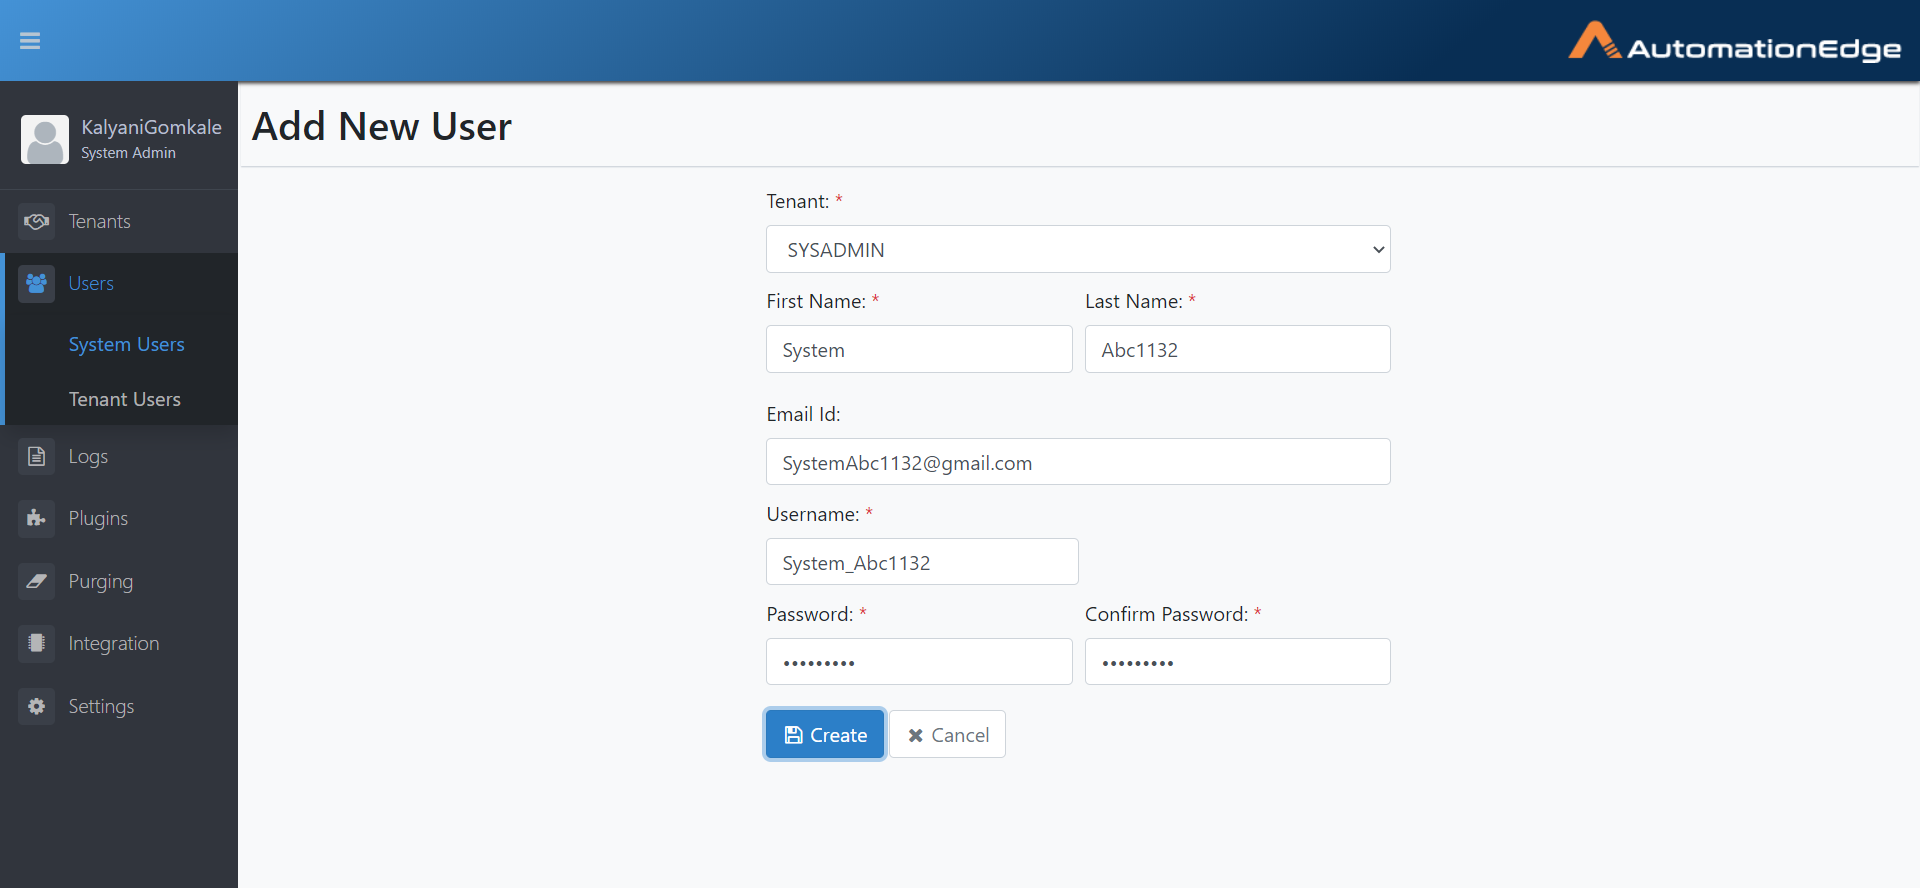 AutomationEdge
KalyaniGomkale
System Admin
Tenants
Users
System Users
Tenant Users
Logs
Plugins
Purging
Integration
Settings
Add New User
Tenant: *
SYSADMIN
First Name: * Last Name: *
System Abc1132
Email Id:
SystemAbc1132@gmail.com
Username: *
System_Abc1132
Password: * Confirm Password: *
••••••••• •••••••••
Create Cancel